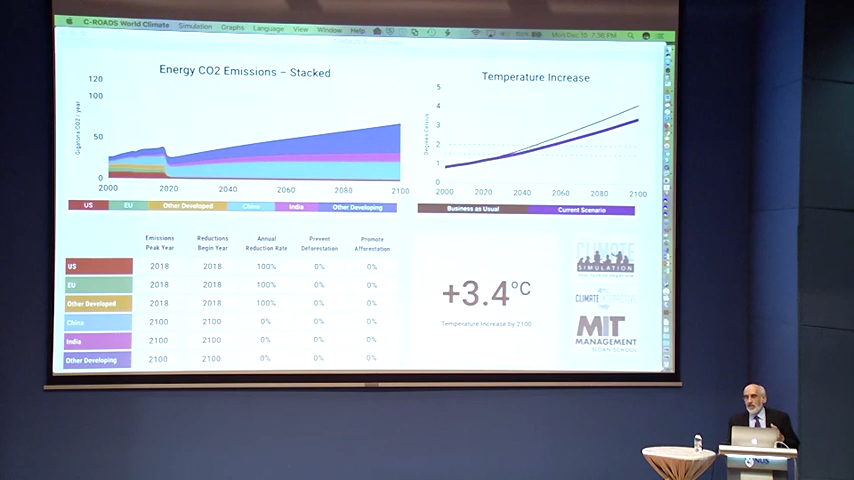 C-ROADS World Climate Simulation Graphs Language View Window Help Mon Dec 10 7:36 PM
Energy CO2 Emissions – Stacked
Gigatons CO2 / year
120
100
50
0
2000 2020 2040 2060 2080 2100
US EU Other Developed China India Other Developing
Temperature Increase
Degrees Celsius
5
4
3
2
1
0
2000 2020 2040 2060 2080 2100
Business as Usual Current Scenario
Emissions Peak Year Reductions Begin Year Annual Reduction Rate Prevent Deforestation Promote Afforestation
US 2018 2018 100% 0% 0%
EU 2018 2018 100% 0% 0%
Other Developed 2018 2018 100% 0% 0%
China 2100 2100 0% 0% 0%
India 2100 2100 0% 0% 0%
Other Developing 2100 2100 0% 0% 0%
+3.4°C
Temperature Increase by 2100
CLIMATE
SIMULATION
CLIMATE INTERACTIVE
MIT
MANAGEMENT
SLOAN SCHOOL
NUS